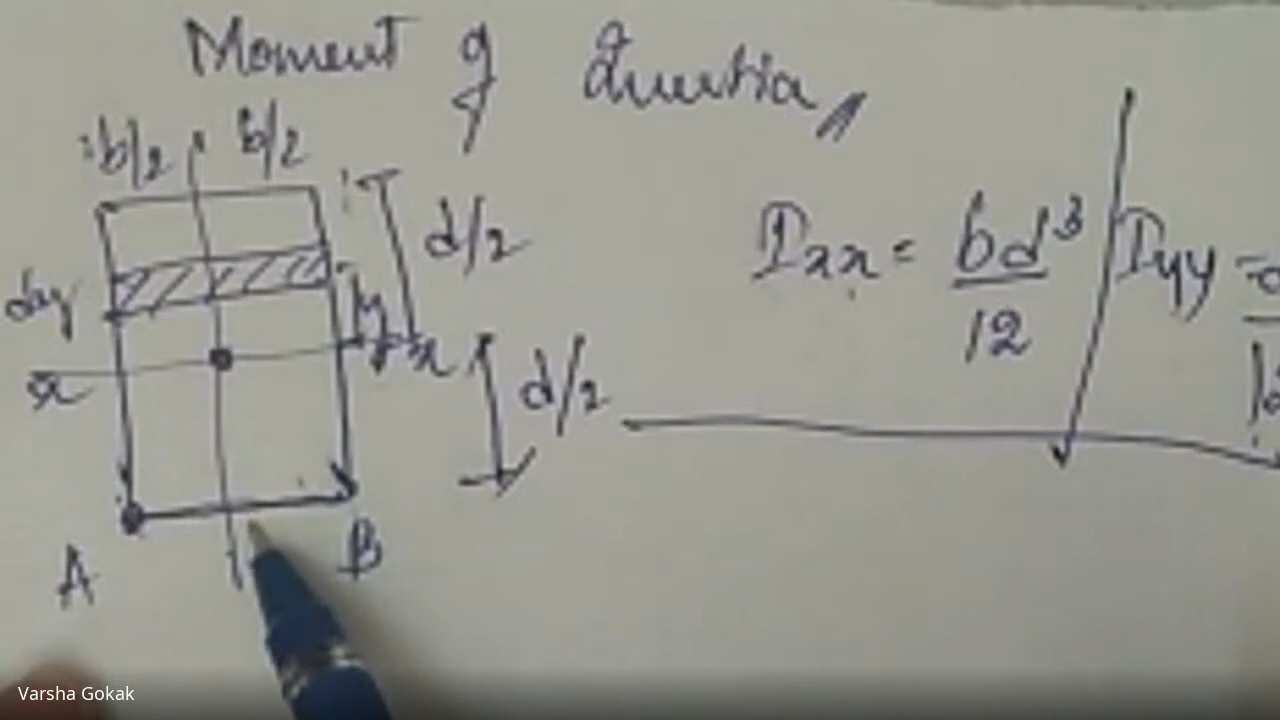 Moment of Inertia,
b/2 b/2
d/2
Ixx = bd³/12
Iyy =
dy
y
x x
d/2
A B
Varsha Gokak